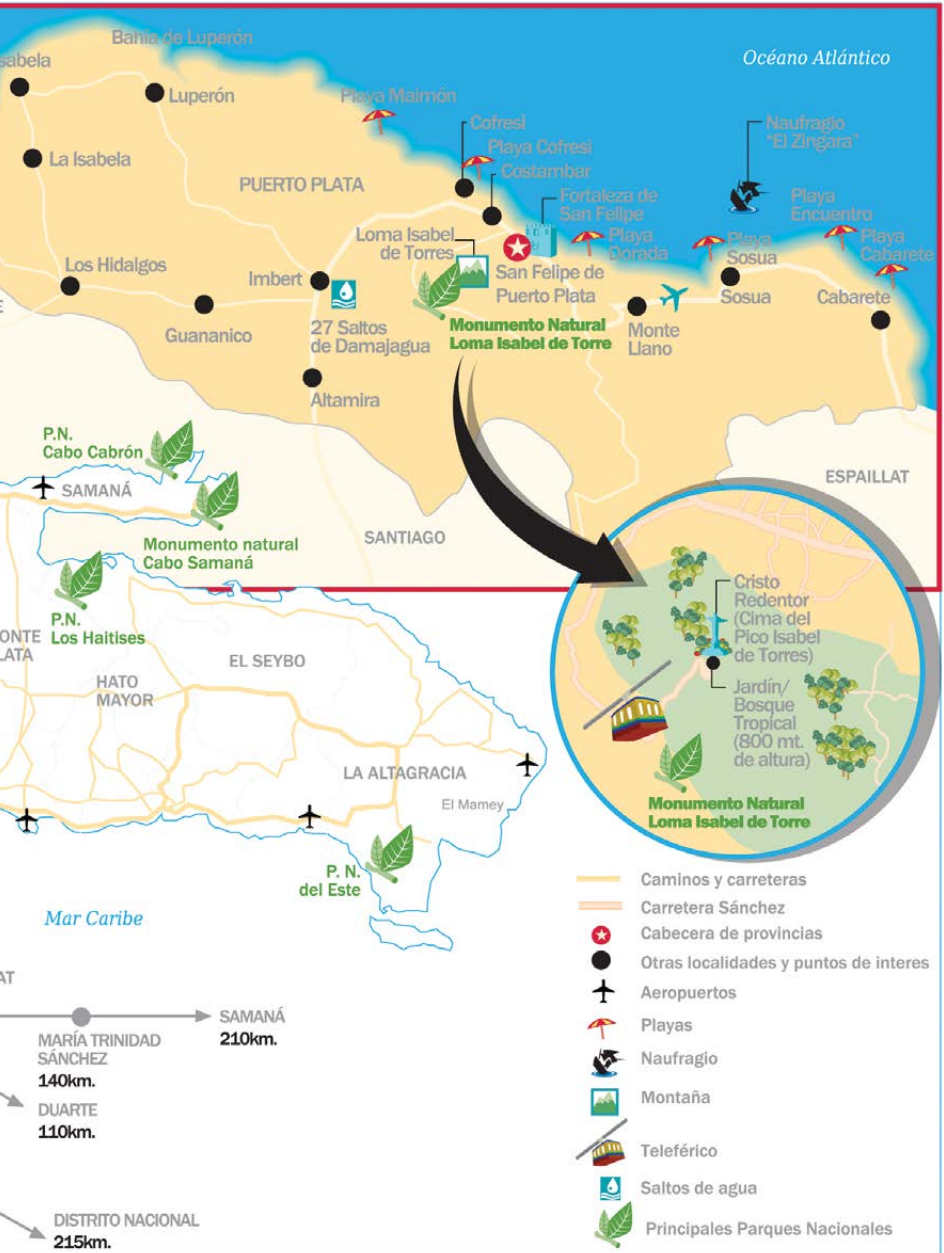 Bahía de Luperón
Océano Atlántico
Luperón
Playa Maimón
Cofresí
Naufragio
"El Zingara"
La Isabela
Playa Cofresi
Costambar
PUERTO PLATA
Fortaleza de
San Felipe
Playa
Encuentro
Loma Isabel
de Torres
Playa
Dorada
Playa
Sosua
Playa
Cabarete
Los Hidalgos
Imbert
San Felipe de
Puerto Plata
Sosua
Cabarete
Guananico
27 Saltos
de Damajagua
Monumento Natural
Loma Isabel de Torre
Monte
Llano
Altamira
P.N.
Cabo Cabrón
SAMANÁ
ESPAILLAT
SANTIAGO
Monumento natural
Cabo Samaná
P.N.
Los Haitises
Cristo
Redentor
(Cima del
Pico Isabel
de Torres)
EL SEYBO
HATO
MAYOR
Jardín/
Bosque
Tropical
(800 mt.
de altura)
LA ALTAGRACIA
El Mamey
Monumento Natural
Loma Isabel de Torre
P. N.
del Este
Mar Caribe
Caminos y carreteras
Carretera Sánchez
Cabecera de provincias
Otras localidades y puntos de interes
Aeropuertos
Playas
Naufragio
Montaña
Teleférico
Saltos de agua
Principales Parques Nacionales
SAMANÁ
210km.
MARÍA TRINIDAD
SÁNCHEZ
140km.
DUARTE
110km.
DISTRITO NACIONAL
215km.